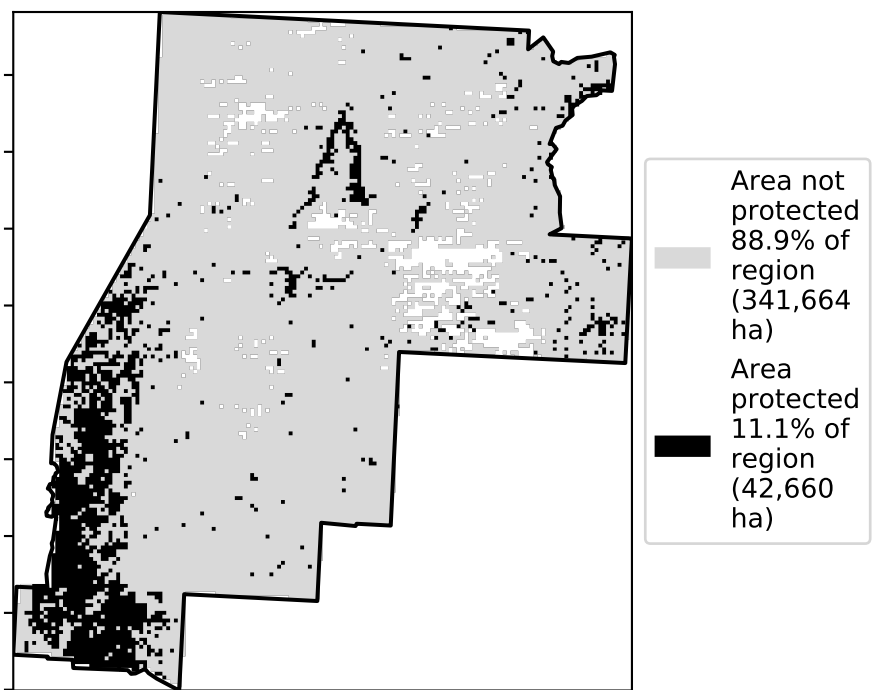 Area not
protected
88.9% of
region
(341,664
ha)
Area
protected
11.1% of
region
(42,660
ha)